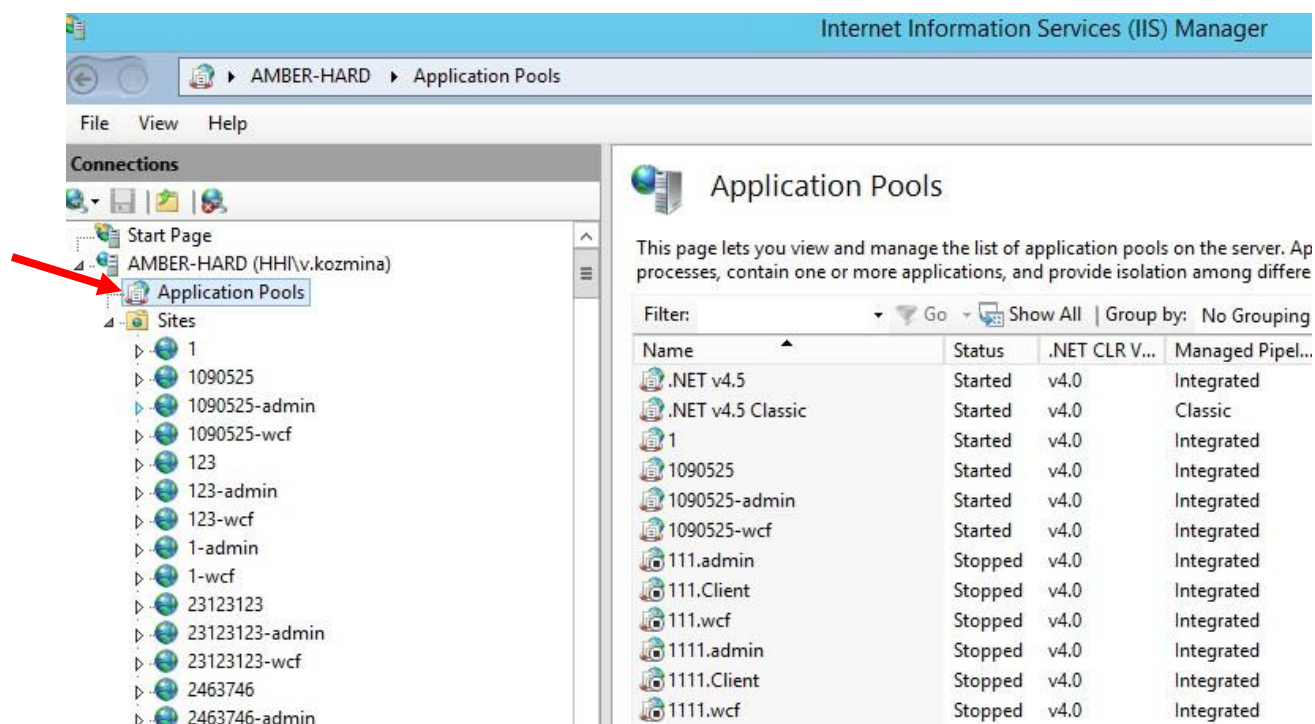 Internet Information Services (IIS) Manager
AMBER-HARD Application Pools
File View Help
Connections
Start Page
AMBER-HARD (HHI\v.kozmina)
Application Pools
Sites
1
1090525
1090525-admin
1090525-wcf
123
123-admin
123-wcf
1-admin
1-wcf
23123123
23123123-admin
23123123-wcf
2463746
2463746-admin
Application Pools
This page lets you view and manage the list of application pools on the server. Ap
processes, contain one or more applications, and provide isolation among differe
Filter: Go Show All Group by: No Grouping
Name Status .NET CLR V... Managed Pipel...
.NET v4.5 Started v4.0 Integrated
.NET v4.5 Classic Started v4.0 Classic
1 Started v4.0 Integrated
1090525 Started v4.0 Integrated
1090525-admin Started v4.0 Integrated
1090525-wcf Started v4.0 Integrated
111.admin Stopped v4.0 Integrated
111.Client Stopped v4.0 Integrated
111.wcf Stopped v4.0 Integrated
1111.admin Stopped v4.0 Integrated
1111.Client Stopped v4.0 Integrated
1111.wcf Stopped v4.0 Integrated